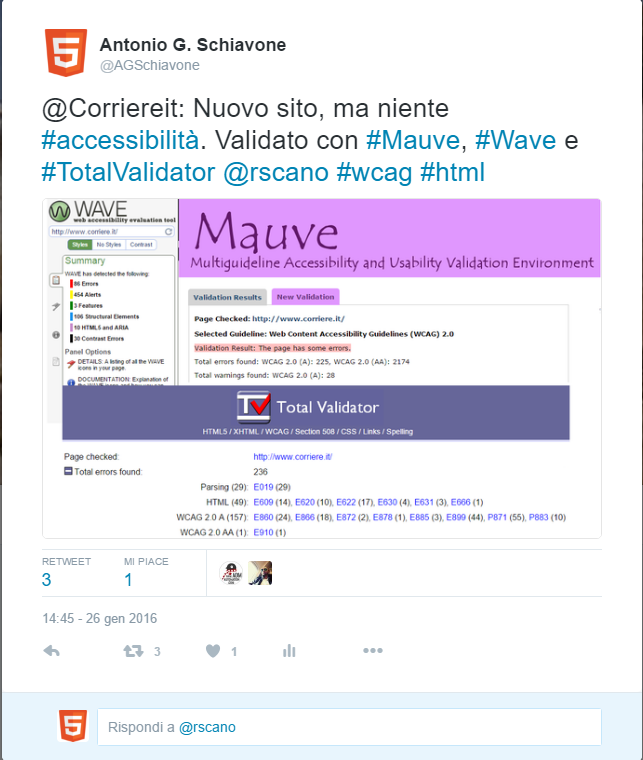 Antonio G. Schiavone
@AGSchiavone
@Corriereit: Nuovo sito, ma niente
#accessibilità. Validato con #Mauve, #Wave e
#TotalValidator @rscano #wcag #html
WAVE
web accessibility evaluation tool
http://www.corriere.it/
Styles No Styles Contrast
Summary
WAVE has detected the following:
86 Errors
454 Alerts
3 Features
106 Structural Elements
10 HTML5 and ARIA
38 Contrast Errors
Panel Options
DETAILS: A listing of all the WAVE
icons in your page.
DOCUMENTATION: Explanation of
Mauve
Multiguideline Accessibility and Usability Validation Environment
Validation Results New Validation
Page Checked: http://www.corriere.it/
Selected Guideline: Web Content Accessibility Guidelines (WCAG) 2.0
Validation Result: The page has some errors.
Total errors found: WCAG 2.0 (A): 225, WCAG 2.0 (AA): 2174
Total warnings found: WCAG 2.0 (A): 28
TV Total Validator
HTML5 / XHTML / WCAG / Section 508 / CSS / Links / Spelling
Page checked: http://www.corriere.it/
Total errors found: 236
Parsing (29): E019 (29)
HTML (49): E609 (14), E620 (10), E622 (17), E630 (4), E631 (3), E666 (1)
WCAG 2.0 A (157): E860 (24), E866 (18), E872 (2), E878 (1), E885 (3), E899 (44), P871 (55), P883 (10)
WCAG 2.0 AA (1): E910 (1)
RETWEET MI PIACE
3 1
14:45 - 26 gen 2016
3 1
Rispondi a @rscano